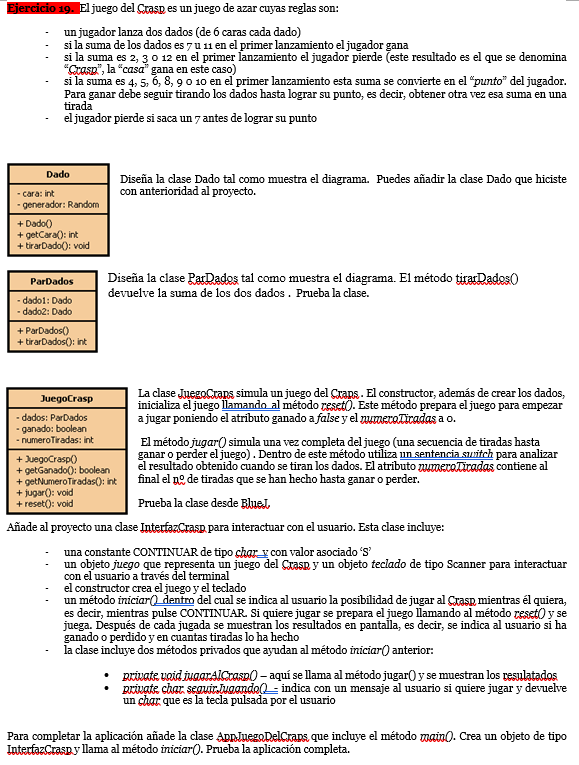 Ejercicio 19. El juego del Crasp es un juego de azar cuyas reglas son:
- un jugador lanza dos dados (de 6 caras cada dado)
- si la suma de los dados es 7 u 11 en el primer lanzamiento el jugador gana
- si la suma es 2, 3 o 12 en el primer lanzamiento el jugador pierde (este resultado es el que se denomina
“Crasp”, la “casa” gana en este caso)
- si la suma es 4, 5, 6, 8, 9 o 10 en el primer lanzamiento esta suma se convierte en el “punto” del jugador.
Para ganar debe seguir tirando los dados hasta lograr su punto, es decir, obtener otra vez esa suma en una
tirada
- el jugador pierde si saca un 7 antes de lograr su punto
Dado
- cara: int
- generador: Random
+ Dado()
+ getCara(): int
+ tirarDado(): void
Diseña la clase Dado tal como muestra el diagrama. Puedes añadir la clase Dado que hiciste
con anterioridad al proyecto.
ParDados
- dado1: Dado
- dado2: Dado
+ ParDados()
+ tirarDados(): int
Diseña la clase ParDados tal como muestra el diagrama. El método tirarDados()
devuelve la suma de los dos dados . Prueba la clase.
JuegoCrasp
- dados: ParDados
- ganado: boolean
- numeroTiradas: int
+ JuegoCrasp()
+ getGanado(): boolean
+ getNumeroTiradas(): int
+ jugar(): void
+ reset(): void
La clase JuegoCraps simula un juego del Craps . El constructor, además de crear los dados,
inicializa el juego llamando al método reset(). Este método prepara el juego para empezar
a jugar poniendo el atributo ganado a false y el numeroTiradas a 0.
El método jugar() simula una vez completa del juego (una secuencia de tiradas hasta
ganar o perder el juego) . Dentro de este método utiliza un sentencia switch para analizar
el resultado obtenido cuando se tiran los dados. El atributo numeroTiradas contiene al
final el nº de tiradas que se han hecho hasta ganar o perder.
Prueba la clase desde BlueJ.
Añade al proyecto una clase InterfazCrasp para interactuar con el usuario. Esta clase incluye:
- una constante CONTINUAR de tipo char y con valor asociado ‘S’
- un objeto juego que representa un juego del Crasp y un objeto teclado de tipo Scanner para interactuar
con el usuario a través del terminal
- el constructor crea el juego y el teclado
- un método iniciar() dentro del cual se indica al usuario la posibilidad de jugar al Crasp mientras él quiera,
es decir, mientras pulse CONTINUAR. Si quiere jugar se prepara el juego llamando al método reset() y se
juega. Después de cada jugada se muestran los resultados en pantalla, es decir, se indica al usuario si ha
ganado o perdido y en cuantas tiradas lo ha hecho
- la clase incluye dos métodos privados que ayudan al método iniciar() anterior:
• private void jugarAlCrasp() – aquí se llama al método jugar() y se muestran los resulatados
• private char seguirJugando() - indica con un mensaje al usuario si quiere jugar y devuelve
un char que es la tecla pulsada por el usuario
Para completar la aplicación añade la clase AppJuegoDelCraps que incluye el método main(). Crea un objeto de tipo
InterfazCrasp y llama al método iniciar(). Prueba la aplicación completa.